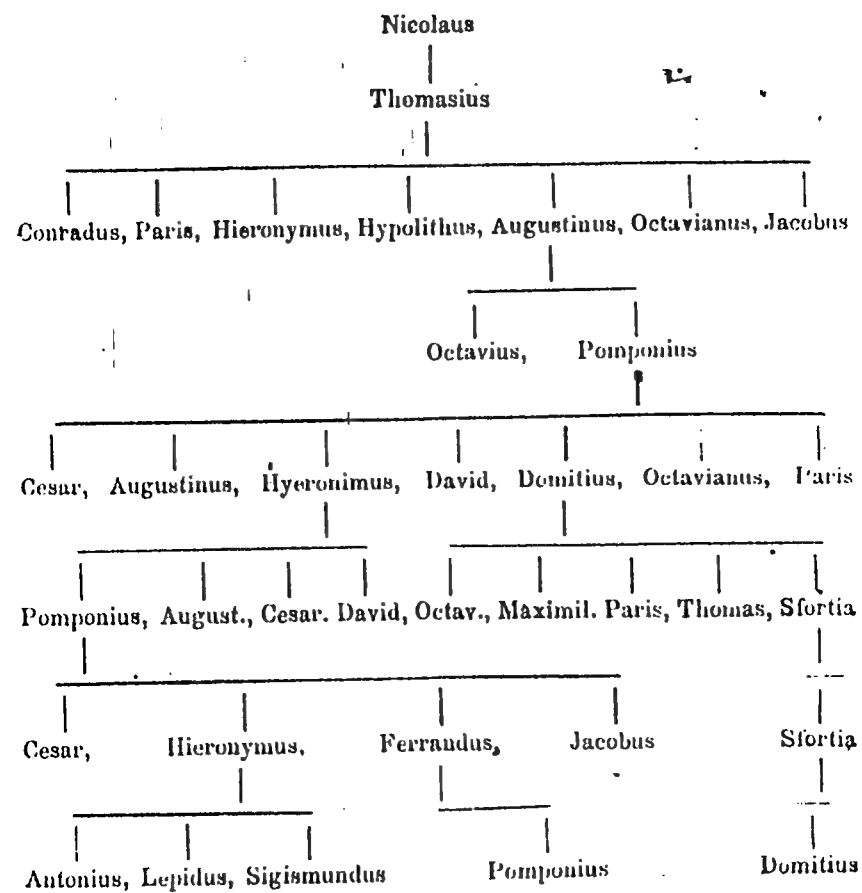 Nicolaus
Thomasius
Conradus, Paris, Hieronymus, Hypolithus, Augustinus, Octavianus, Jacobus
Octavius, Pomponius
Cesar, Augustinus, Hyeronimus, David, Domitius, Octavianus, Paris
Pomponius, August., Cesar. David, Octav., Maximil. Paris, Thomas, Sfortia
Cesar, Hieronymus, Ferrandus, Jacobus Sfortia
Antonius, Lepidus, Sigismundus Pomponius Domitius